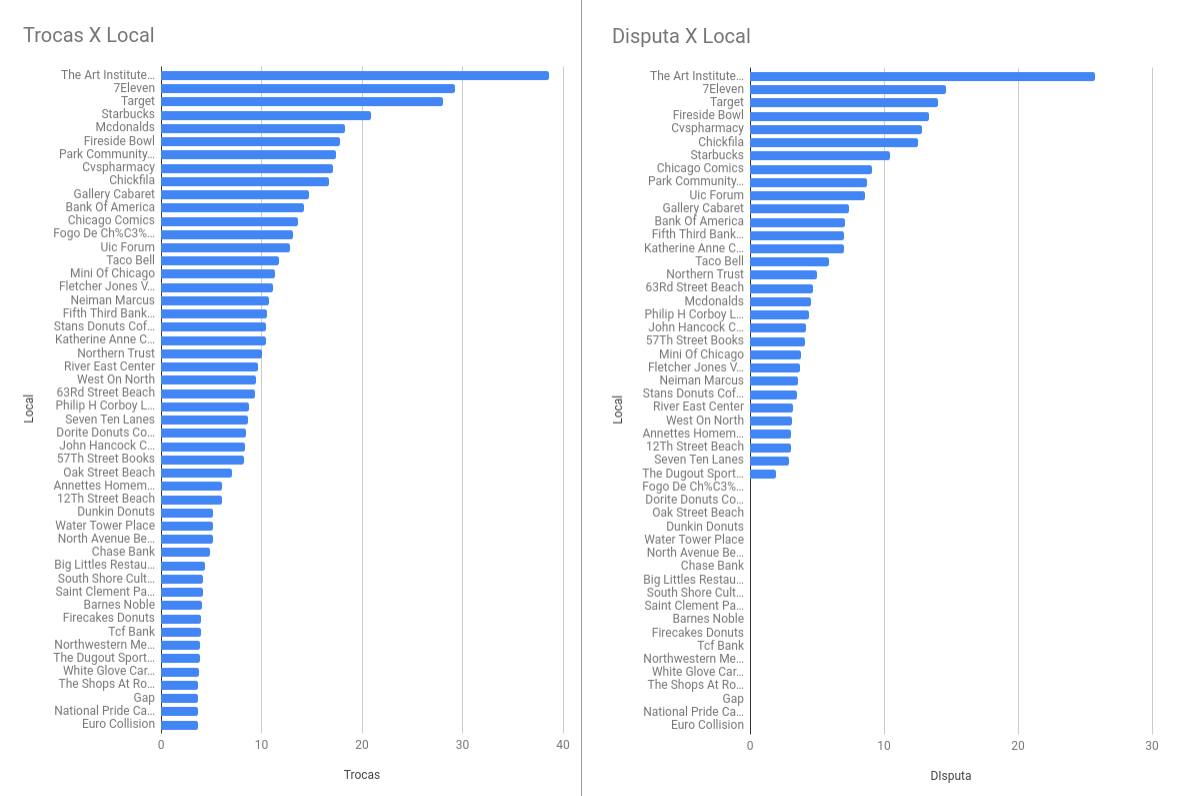 Trocas X Local
The Art Institute...
7Eleven
Target
Starbucks
Mcdonalds
Fireside Bowl
Park Community...
Cvspharmacy
Chickfila
Gallery Cabaret
Bank Of America
Chicago Comics
Fogo De Ch%C3%...
Uic Forum
Taco Bell
Mini Of Chicago
Fletcher Jones V...
Neiman Marcus
Fifth Third Bank...
Stans Donuts Cof...
Katherine Anne C...
Northern Trust
River East Center
West On North
63Rd Street Beach
Philip H Corboy L...
Seven Ten Lanes
Dorite Donuts Co...
John Hancock C...
57Th Street Books
Oak Street Beach
Annettes Homem...
12Th Street Beach
Dunkin Donuts
Water Tower Place
North Avenue Be...
Chase Bank
Big Littles Restau...
South Shore Cult...
Saint Clement Pa...
Barnes Noble
Firecakes Donuts
Tcf Bank
Northwestern Me...
The Dugout Sport...
White Glove Car...
The Shops At Ro...
Gap
National Pride Ca...
Euro Collision
Local
0 10 20 30 40
Trocas
Disputa X Local
The Art Institute...
7Eleven
Target
Fireside Bowl
Cvspharmacy
Chickfila
Starbucks
Chicago Comics
Park Community...
Uic Forum
Gallery Cabaret
Bank Of America
Fifth Third Bank...
Katherine Anne C...
Taco Bell
Northern Trust
63Rd Street Beach
Mcdonalds
Philip H Corboy L...
John Hancock C...
57Th Street Books
Mini Of Chicago
Fletcher Jones V...
Neiman Marcus
Stans Donuts Cof...
River East Center
West On North
Annettes Homem...
12Th Street Beach
Seven Ten Lanes
The Dugout Sport...
Fogo De Ch%C3%...
Dorite Donuts Co...
Oak Street Beach
Dunkin Donuts
Water Tower Place
North Avenue Be...
Chase Bank
Big Littles Restau...
South Shore Cult...
Saint Clement Pa...
Barnes Noble
Firecakes Donuts
Tcf Bank
Northwestern Me...
White Glove Car...
The Shops At Ro...
Gap
National Pride Ca...
Euro Collision
Local
0 10 20 30
DIsputa